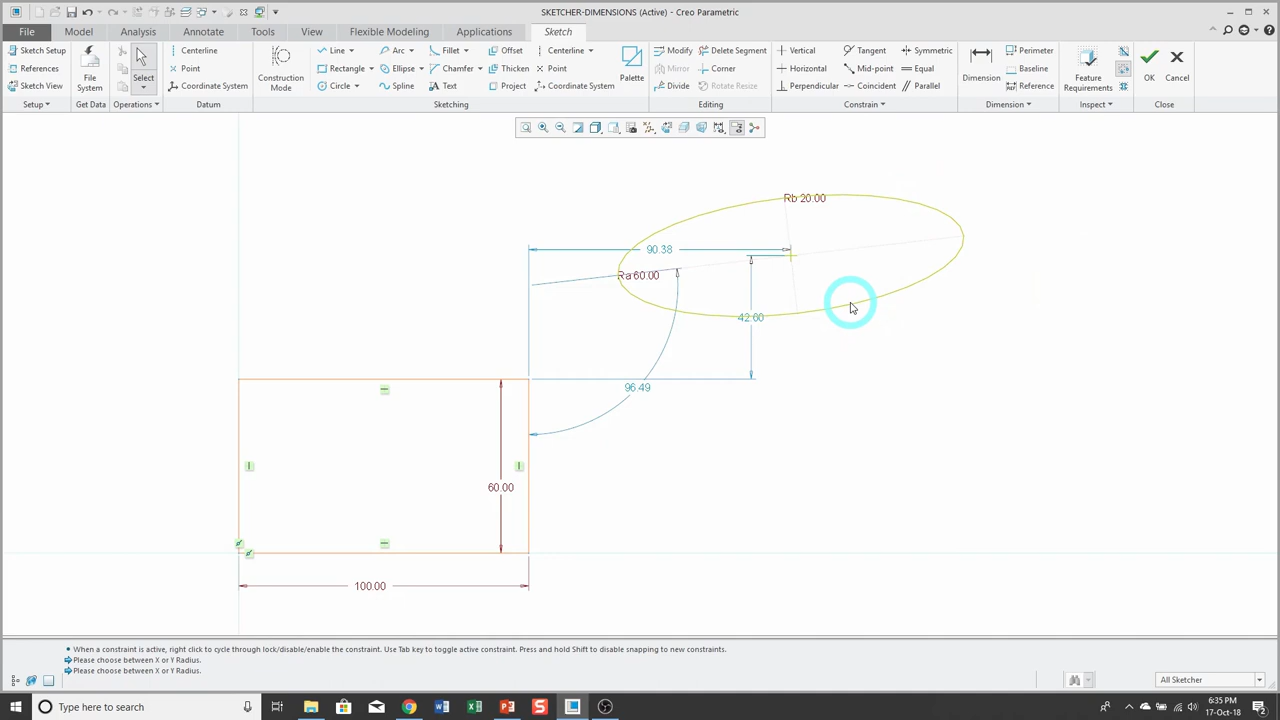 SKETCHER-DIMENSIONS (Active) - Creo Parametric
File Model Analysis Annotate Tools View Flexible Modeling Applications Sketch
Sketch Setup
References
Sketch View
Setup
File System
Get Data
Select
Operations
Centerline
Point
Coordinate System
Datum
Construction Mode
Line Arc Fillet Offset Centerline
Rectangle Ellipse Chamfer Thicken Point
Circle Spline Text Project Coordinate System
Sketching
Palette
Modify Delete Segment
Mirror Corner
Divide Rotate Resize
Editing
Vertical Tangent Symmetric
Horizontal Mid-point Equal
Perpendicular Coincident Parallel
Constrain
Dimension
Perimeter
Baseline
Reference
Dimension
Feature Requirements
Inspect
OK Cancel
Close
Rb 20.00
90.38
Ra 60.00
42.60
96.49
60.00
100.00
When a constraint is active, right click to cycle through lock/disable/enable the constraint. Use Tab key to toggle active constraint. Press and hold Shift to disable snapping to new constraints.
Please choose between X or Y Radius.
Please choose between X or Y Radius.
All Sketcher
Type here to search
6:35 PM
17-Oct-18